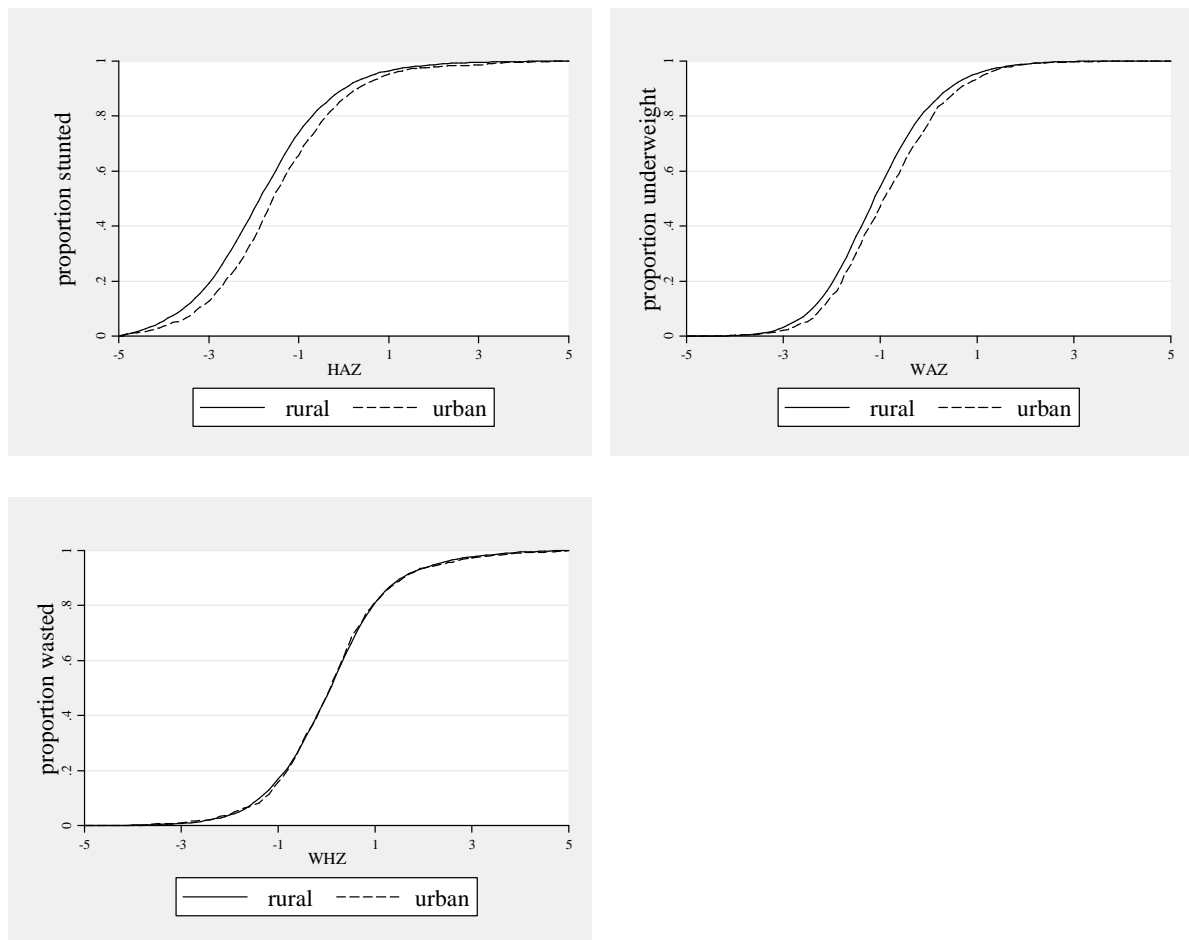 proportion stunted
1
.8
.6
.4
.2
0
-5 -3 -1 1 3 5
HAZ
rural urban
proportion underweight
1
.8
.6
.4
.2
0
-5 -3 -1 1 3 5
WAZ
rural urban
proportion wasted
1
.8
.6
.4
.2
0
-5 -3 -1 1 3 5
WHZ
rural urban